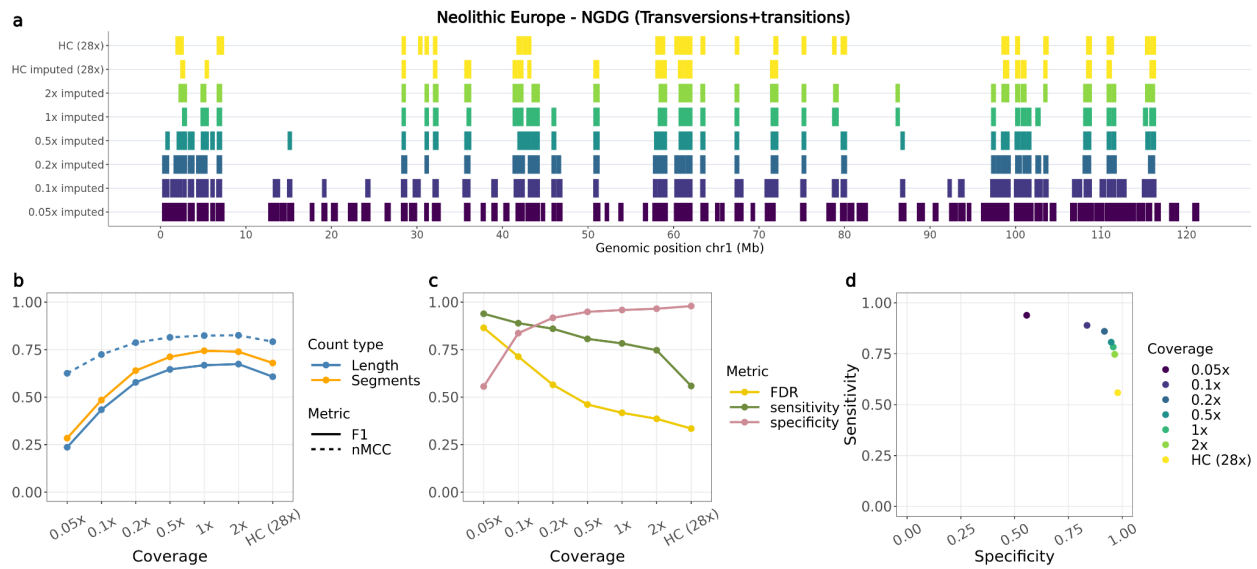 Neolithic Europe - NGDG (Transversions+transitions)
a
HC (28x)
HC imputed (28x)
2x imputed
1x imputed
0.5x imputed
0.2x imputed
0.1x imputed
0.05x imputed
0 10 20 30 40 50 60 70 80 90 100 110 120
Genomic position chr1 (Mb)
b
1.00
0.75
0.50
0.25
0.00
0.05x 0.1x 0.2x 0.5x 1x 2x HC (28x)
Coverage
Count type
Length
Segments
Metric
F1
nMCC
c
1.00
0.75
0.50
0.25
0.00
0.05x 0.1x 0.2x 0.5x 1x 2x HC (28x)
Coverage
Metric
FDR
sensitivity
specificity
d
Sensitivity
1.00
0.75
0.50
0.25
0.00
0.00 0.25 0.50 0.75 1.00
Specificity
Coverage
0.05x
0.1x
0.2x
0.5x
1x
2x
HC (28x)